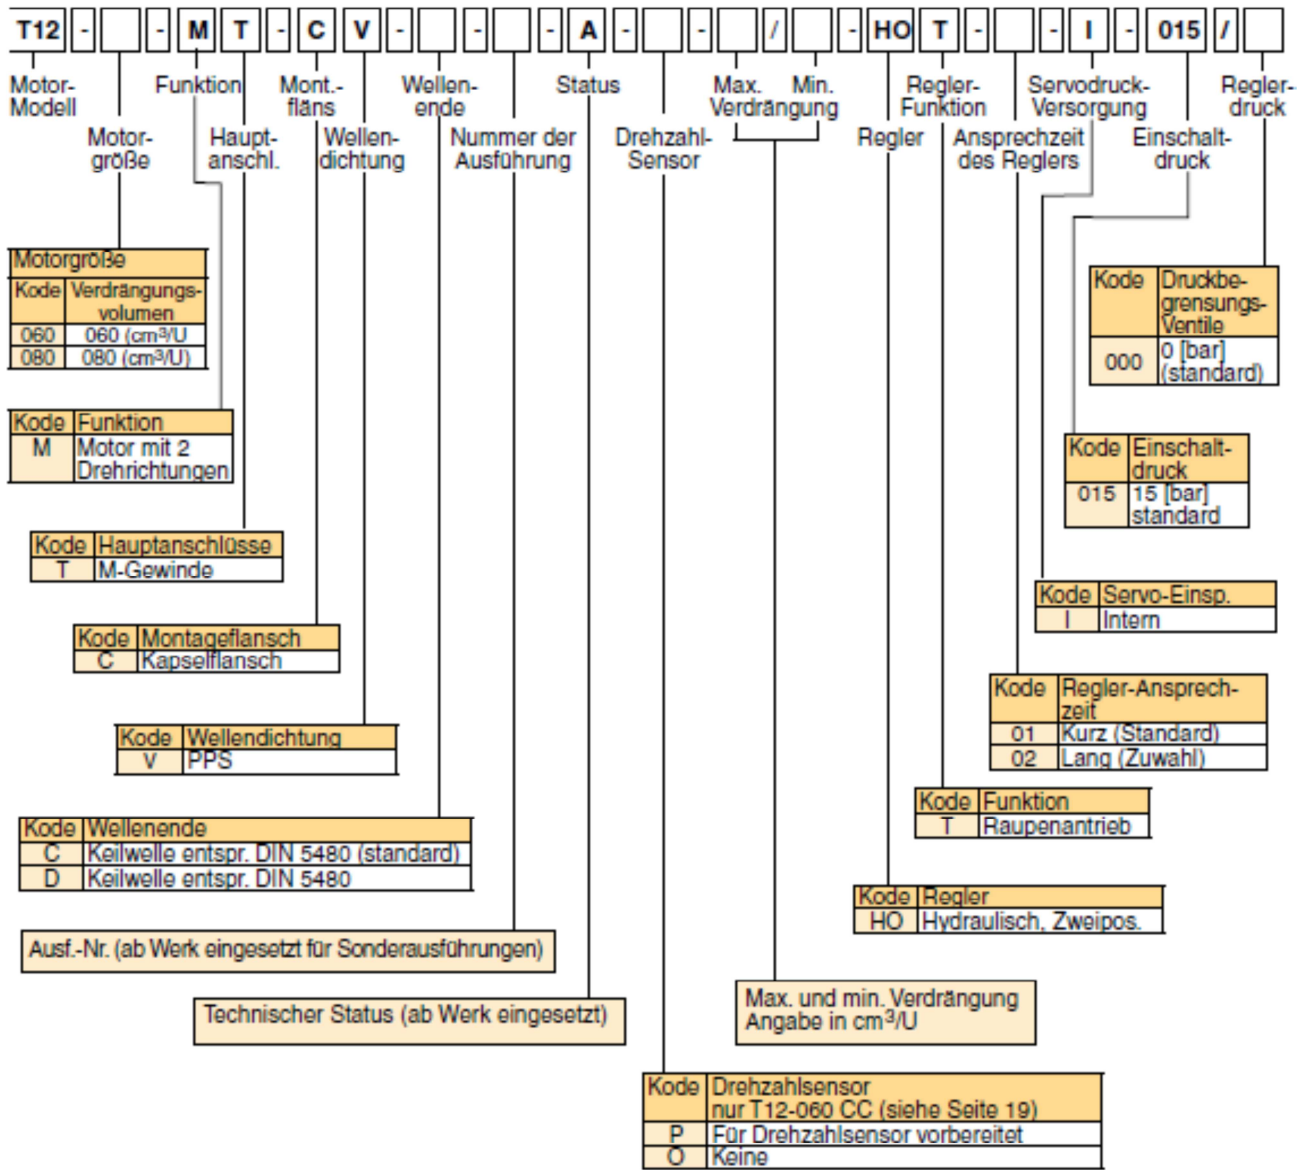 T12 - - M T - C V - - - A - - / - HO T - - I - 015 /
Motor-
Modell
Funktion
Mont.-
fläns
Wellen-
ende
Status
Max. Min.
Verdrängung
Regler-
Funktion
Servodruck-
Versorgung
Regler-
druck
Motor-
größe
Haupt-
anschl.
Wellen-
dichtung
Nummer der
Ausführung
Drehzahl-
Sensor
Regler
Ansprechzeit
des Reglers
Einschalt-
druck
Motorgröße
Kode Verdrängungs-
volumen
060 060 (cm³/U
080 080 (cm³/U)
Kode Druckbe-
grensungs-
Ventile
000 0 [bar]
(standard)
Kode Funktion
M Motor mit 2
Drehrichtungen
Kode Einschalt-
druck
015 15 [bar]
standard
Kode Hauptanschlüsse
T M-Gewinde
Kode Servo-Einsp.
I Intern
Kode Montageflansch
C Kapselflansch
Kode Regler-Ansprech-
zeit
01 Kurz (Standard)
02 Lang (Zuwahl)
Kode Wellendichtung
V PPS
Kode Funktion
T Raupenantrieb
Kode Wellenende
C Keilwelle entspr. DIN 5480 (standard)
D Keilwelle entspr. DIN 5480
Kode Regler
HO Hydraulisch, Zweipos.
Ausf.-Nr. (ab Werk eingesetzt für Sonderausführungen)
Technischer Status (ab Werk eingesetzt)
Max. und min. Verdrängung
Angabe in cm³/U
Kode Drehzahlsensor
nur T12-060 CC (siehe Seite 19)
P Für Drehzahlsensor vorbereitet
O Keine